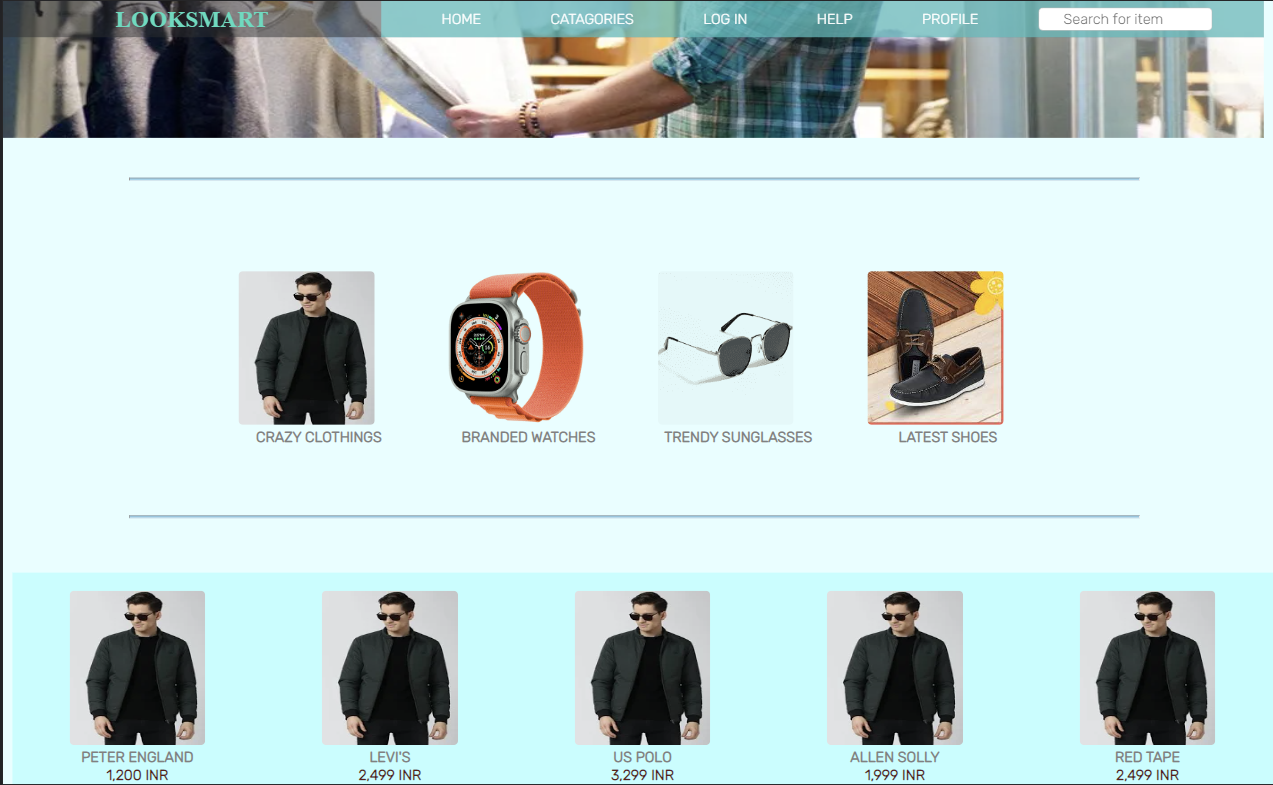 LOOKSMART HOME CATAGORIES LOG IN HELP PROFILE Search for item
CRAZY CLOTHINGS BRANDED WATCHES TRENDY SUNGLASSES LATEST SHOES
PETER ENGLAND LEVI'S US POLO ALLEN SOLLY RED TAPE
1,200 INR 2,499 INR 3,299 INR 1,999 INR 2,499 INR